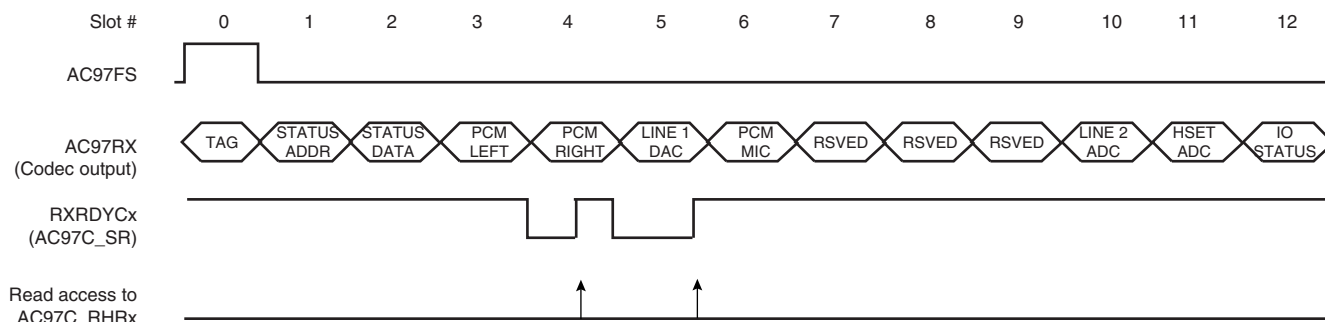 Slot # 0 1 2 3 4 5 6 7 8 9 10 11 12
AC97FS
AC97RX
(Codec output)
TAG
STATUS
ADDR
STATUS
DATA
PCM
LEFT
PCM
RIGHT
LINE 1
DAC
PCM
MIC
RSVED
RSVED
RSVED
LINE 2
ADC
HSET
ADC
IO
STATUS
RXRDYCx
(AC97C_SR)
Read access to
AC97C_RHRx